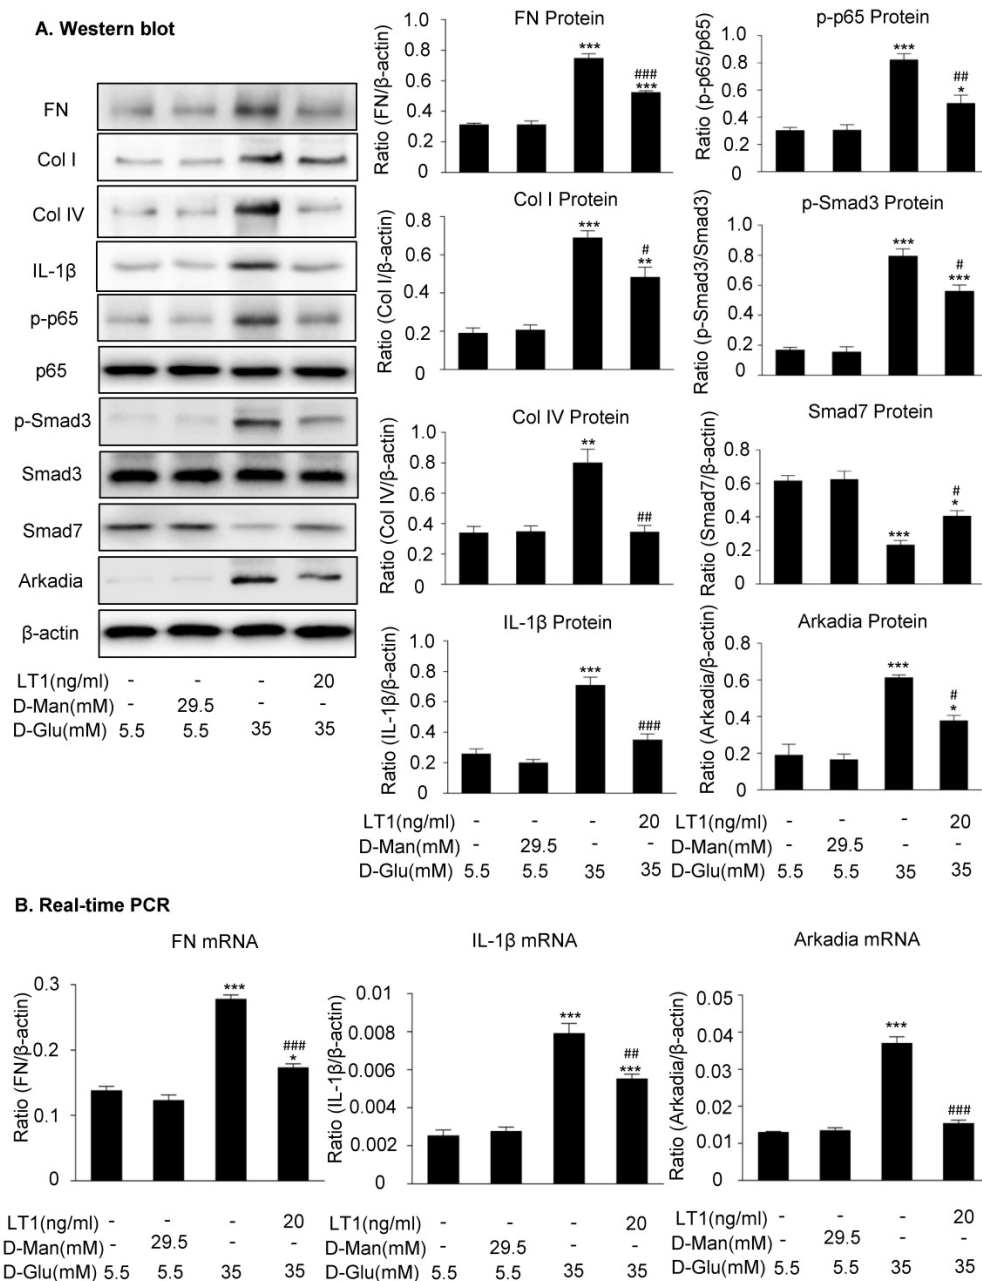 A. Western blot
FN
Col I
Col IV
IL-1β
p-p65
p65
p-Smad3
Smad3
Smad7
Arkadia
β-actin
LT1(ng/ml) - - - 20
D-Man(mM) - 29.5 - -
D-Glu(mM) 5.5 5.5 35 35
FN Protein
Ratio (FN/β-actin)
1.0
0.8
0.6
0.4
0.2
0
***
###
***
Col I Protein
Ratio (Col I/β-actin)
0.8
0.6
0.4
0.2
0
***
#
**
Col IV Protein
Ratio (Col IV/β-actin)
1.0
0.8
0.6
0.4
0.2
0
**
##
IL-1β Protein
Ratio (IL-1β/β-actin)
1.0
0.8
0.6
0.4
0.2
0
***
###
LT1(ng/ml) - - - 20
D-Man(mM) - 29.5 - -
D-Glu(mM) 5.5 5.5 35 35
p-p65 Protein
Ratio (p-p65/p65)
1.0
0.8
0.6
0.4
0.2
0
***
##
*
p-Smad3 Protein
Ratio (p-Smad3/Smad3)
1.0
0.8
0.6
0.4
0.2
0
***
#
***
Smad7 Protein
Ratio (Smad7/β-actin)
1.0
0.8
0.6
0.4
0.2
0
***
#
*
Arkadia Protein
Ratio (Arkadia/β-actin)
0.8
0.6
0.4
0.2
0
***
#
*
LT1(ng/ml) - - - 20
D-Man(mM) - 29.5 - -
D-Glu(mM) 5.5 5.5 35 35
B. Real-time PCR
FN mRNA
Ratio (FN/β-actin)
0.3
0.2
0.1
0
***
###
*
LT1(ng/ml) - - - 20
D-Man(mM) - 29.5 - -
D-Glu(mM) 5.5 5.5 35 35
IL-1β mRNA
Ratio (IL-1β/β-actin)
0.01
0.008
0.006
0.004
0.002
0
***
##
***
LT1(ng/ml) - - - 20
D-Man(mM) - 29.5 - -
D-Glu(mM) 5.5 5.5 35 35
Arkadia mRNA
Ratio (Arkadia/β-actin)
0.05
0.04
0.03
0.02
0.01
0
***
###
LT1(ng/ml) - - - 20
D-Man(mM) - 29.5 - -
D-Glu(mM) 5.5 5.5 35 35